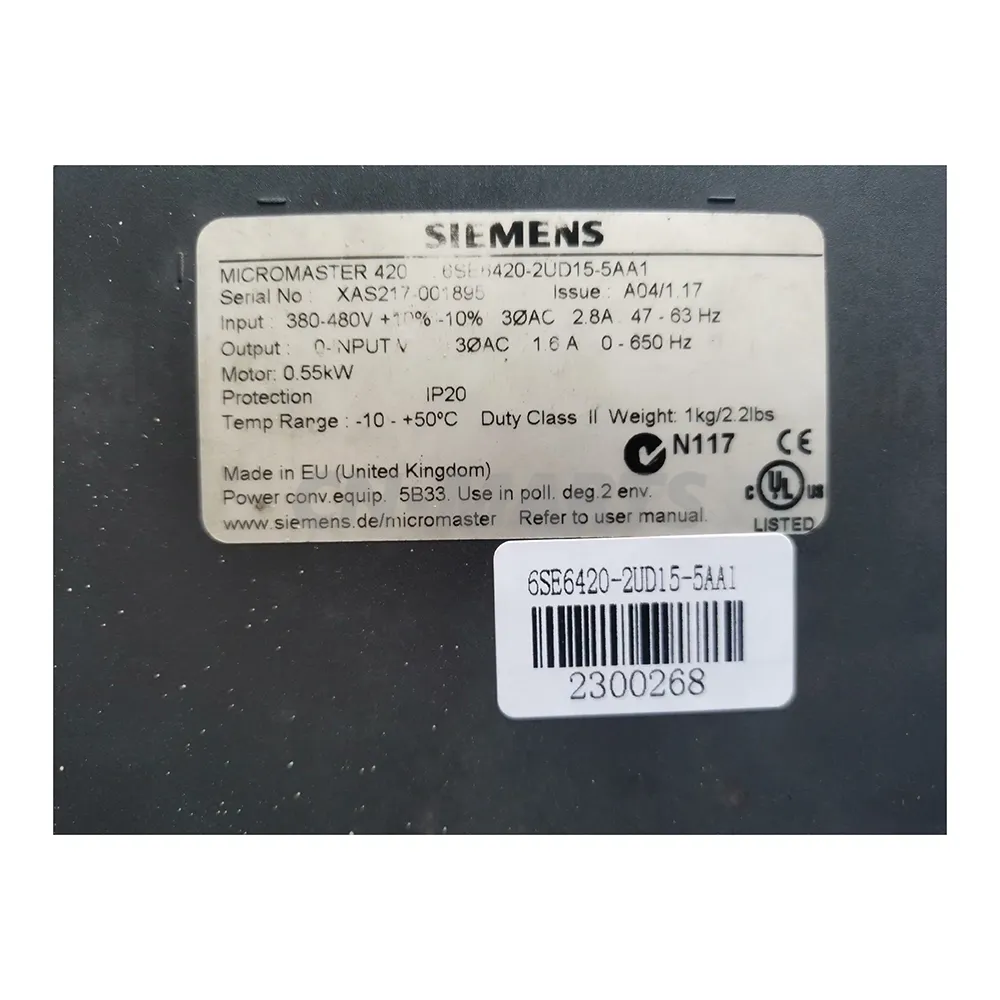 SIEMENS
MICROMASTER 420 6SE6420-2UD15-5AA1
Serial No : XAS217-001895 Issue : A04/1.17
Input : 380-480V +10% -10% 3ØAC 2.8A 47 - 63 Hz
Output : 0-INPUT V 3ØAC 1.6 A 0 - 650 Hz
Motor: 0.55kW
Protection IP20
Temp Range : -10 - +50°C Duty Class II Weight: 1kg/2.2lbs
N117 CE
Made in EU (United Kingdom)
Power conv.equip. 5B33. Use in poll. deg.2 env.
c UL us
www.siemens.de/micromaster Refer to user manual.
LISTED
6SE6420-2UD15-5AA1
2300268